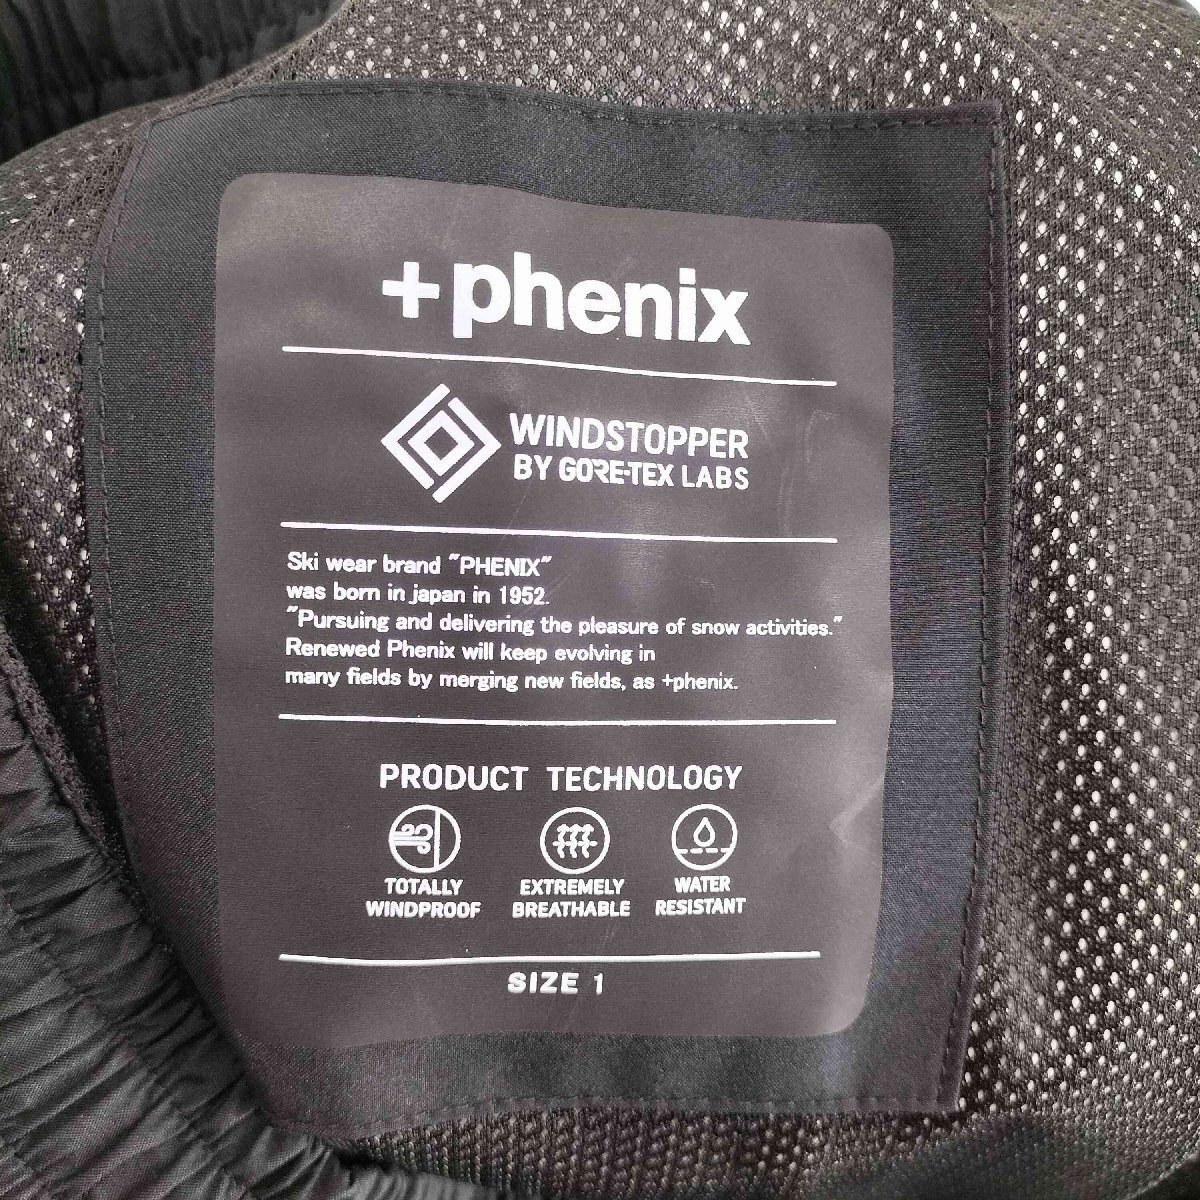 +phenix
WINDSTOPPER
BY GORE-TEX LABS
Ski wear brand "PHENIX"
was born in japan in 1952.
"Pursuing and delivering the pleasure of snow activities."
Renewed Phenix will keep evolving in
many fields by merging new fields, as +phenix.
PRODUCT TECHNOLOGY
TOTALLY
WINDPROOF
EXTREMELY
BREATHABLE
WATER
RESISTANT
SIZE 1